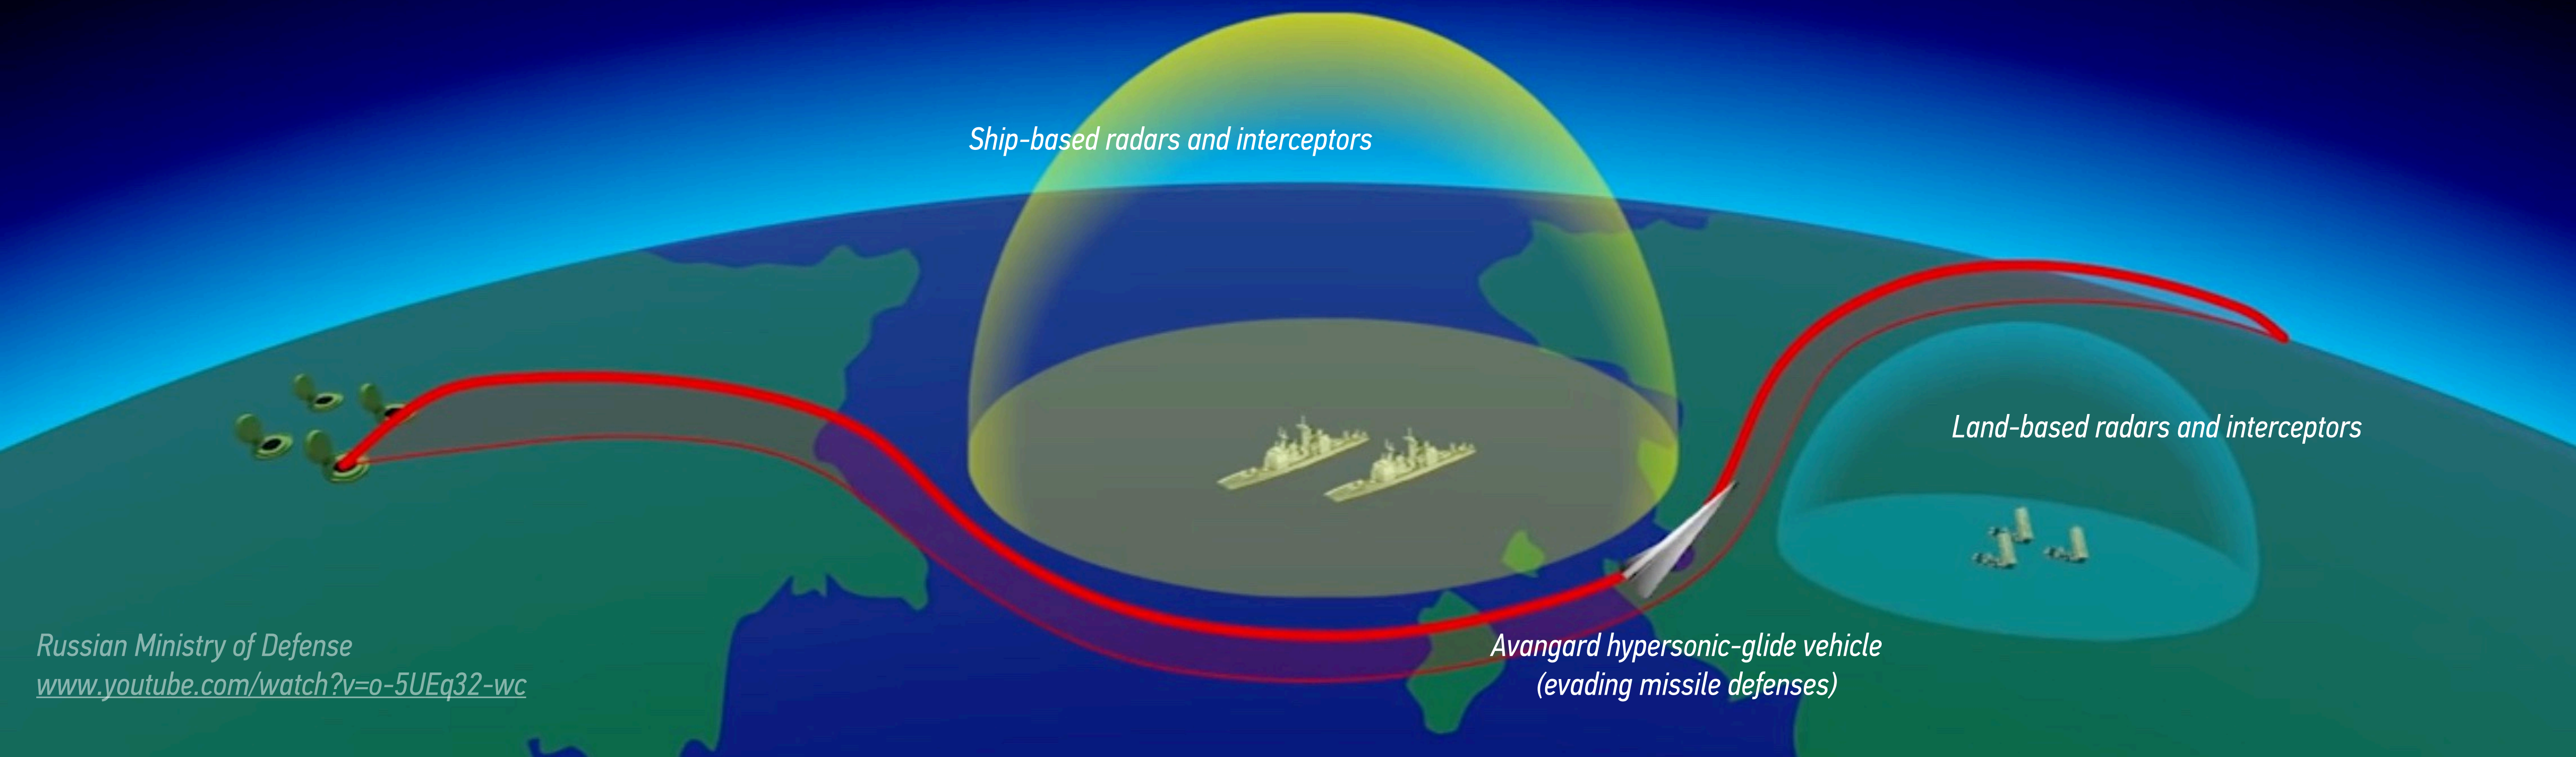 Ship-based radars and interceptors
Land-based radars and interceptors
Avangard hypersonic-glide vehicle
(evading missile defenses)
Russian Ministry of Defense
www.youtube.com/watch?v=o-5UEq32-wc